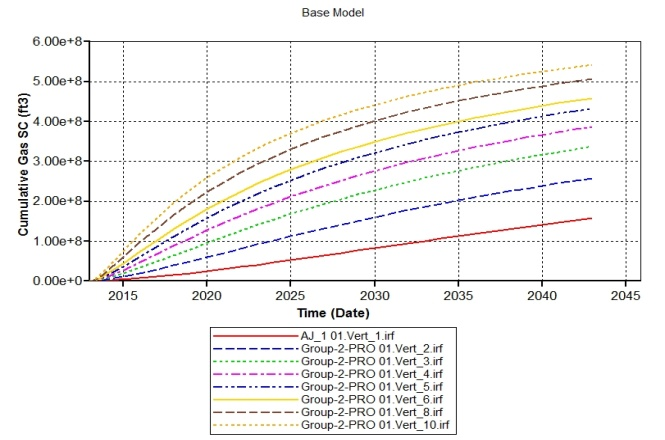 Base Model
6.00e+8
5.00e+8
4.00e+8
3.00e+8
2.00e+8
1.00e+8
0.00e+0
Cumulative Gas SC (ft3)
2015 2020 2025 2030 2035 2040 2045
Time (Date)
AJ_1 01.Vert_1.irf
Group-2-PRO 01.Vert_2.irf
Group-2-PRO 01.Vert_3.irf
Group-2-PRO 01.Vert_4.irf
Group-2-PRO 01.Vert_5.irf
Group-2-PRO 01.Vert_6.irf
Group-2-PRO 01.Vert_8.irf
Group-2-PRO 01.Vert_10.irf